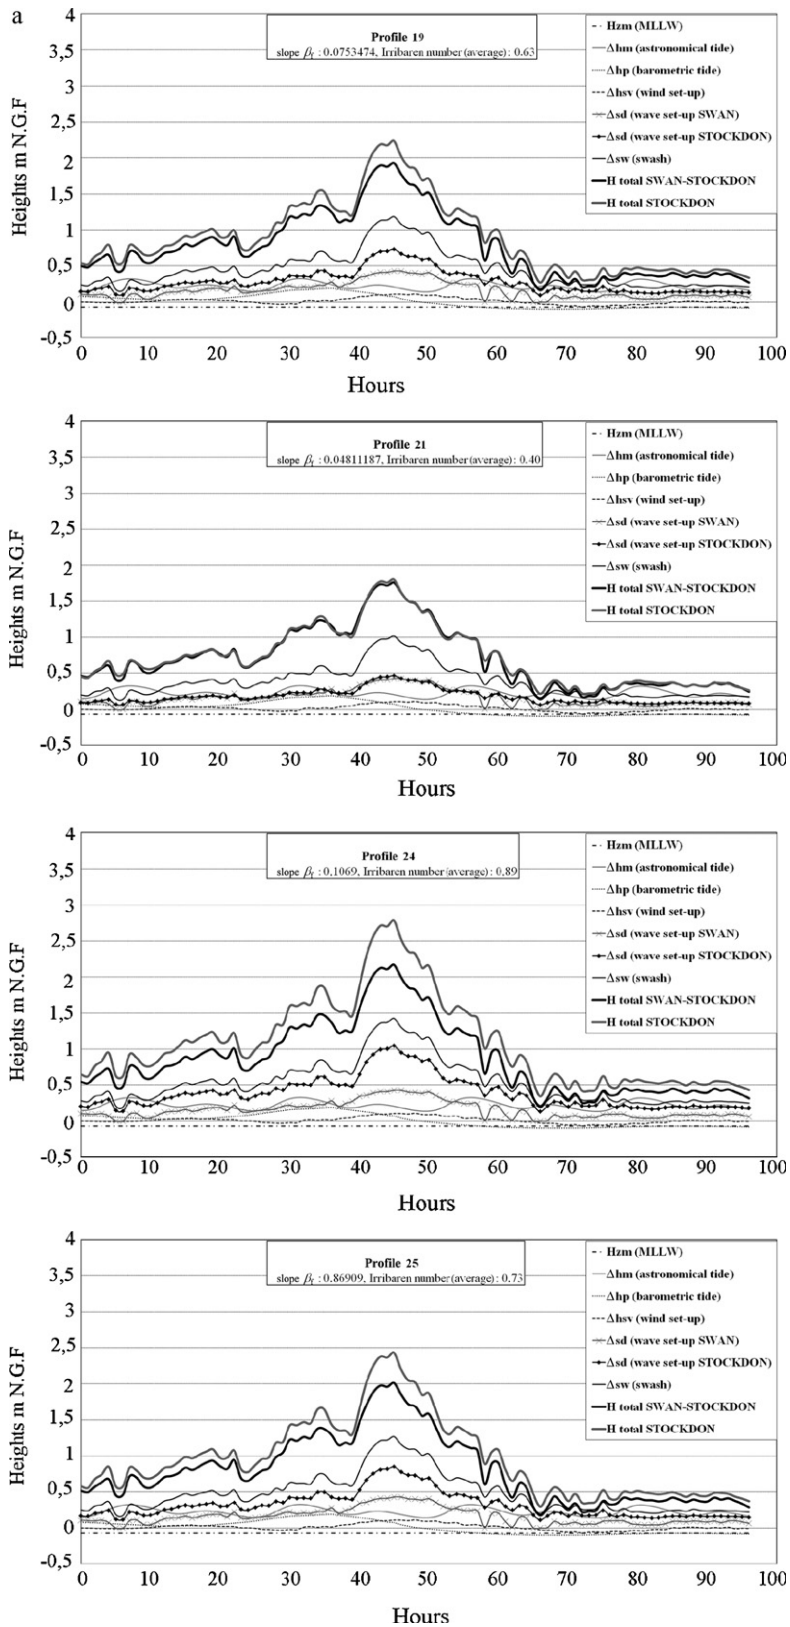 a
Heights m N.G.F
4
3,5
3
2,5
2
1,5
1
0,5
0
-0,5
Profile 19
slope βf : 0.0753474, Irribaren number (average): 0.63
Hzm (MLLW)
Δhm (astronomical tide)
Δhp (barometric tide)
Δhsv (wind set-up)
Δsd (wave set-up SWAN)
Δsd (wave set-up STOCKDON)
Δsw (swash)
H total SWAN-STOCKDON
H total STOCKDON
0 10 20 30 40 50 60 70 80 90 100
Hours
Heights m N.G.F
4
3,5
3
2,5
2
1,5
1
0,5
0
-0,5
Profile 21
slope βf : 0.04811187, Irribaren number (average): 0.40
Hzm (MLLW)
Δhm (astronomical tide)
Δhp (barometric tide)
Δhsv (wind set-up)
Δsd (wave set-up SWAN)
Δsd (wave set-up STOCKDON)
Δsw (swash)
H total SWAN-STOCKDON
H total STOCKDON
0 10 20 30 40 50 60 70 80 90 100
Hours
Heights m N.G.F
4
3,5
3
2,5
2
1,5
1
0,5
0
-0,5
Profile 24
slope βf : 0,1069, Irribaren number (average): 0,89
Hzm (MLLW)
Δhm (astronomical tide)
Δhp (barometric tide)
Δhsv (wind set-up)
Δsd (wave set-up SWAN)
Δsd (wave set-up STOCKDON)
Δsw (swash)
H total SWAN-STOCKDON
H total STOCKDON
0 10 20 30 40 50 60 70 80 90 100
Hours
Heights m N.G.F
4
3,5
3
2,5
2
1,5
1
0,5
0
-0,5
Profile 25
slope βf : 0.86909, Irribaren number (average): 0.73
Hzm (MLLW)
Δhm (astronomical tide)
Δhp (barometric tide)
Δhsv (wind set-up)
Δsd (wave set-up SWAN)
Δsd (wave set-up STOCKDON)
Δsw (swash)
H total SWAN-STOCKDON
H total STOCKDON
0 10 20 30 40 50 60 70 80 90 100
Hours